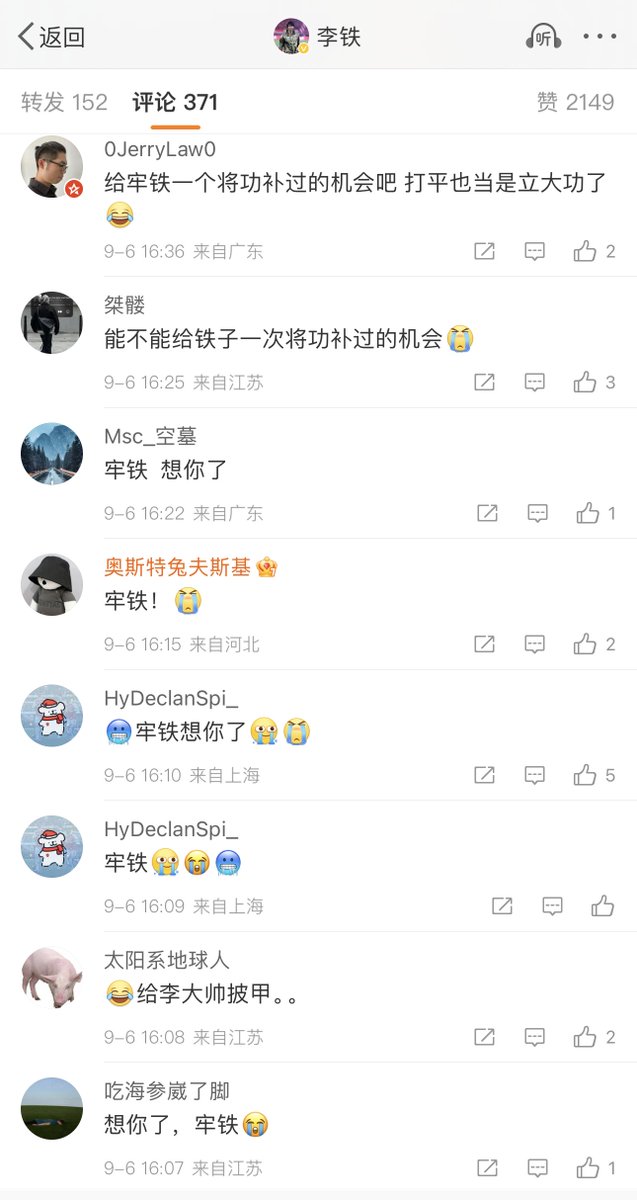 返回
李铁
听
转发 152
评论 371
赞 2149
0JerryLaw0
给牢铁一个将功补过的机会吧 打平也当是立大功了
😂
9-6 16:36 来自广东
2
桀髅
能不能给铁子一次将功补过的机会😭
9-6 16:25 来自江苏
3
Msc_空墓
牢铁 想你了
9-6 16:22 来自广东
1
奥斯特兔夫斯基
牢铁！😭
9-6 16:15 来自河北
2
HyDeclanSpi_
🥶牢铁想你了🥹😭
9-6 16:10 来自上海
5
HyDeclanSpi_
牢铁🥹😭🥶
9-6 16:09 来自上海
太阳系地球人
😂给李大帅披甲。。
9-6 16:08 来自江苏
2
吃海参崴了脚
想你了，牢铁😭
9-6 16:07 来自江苏
1